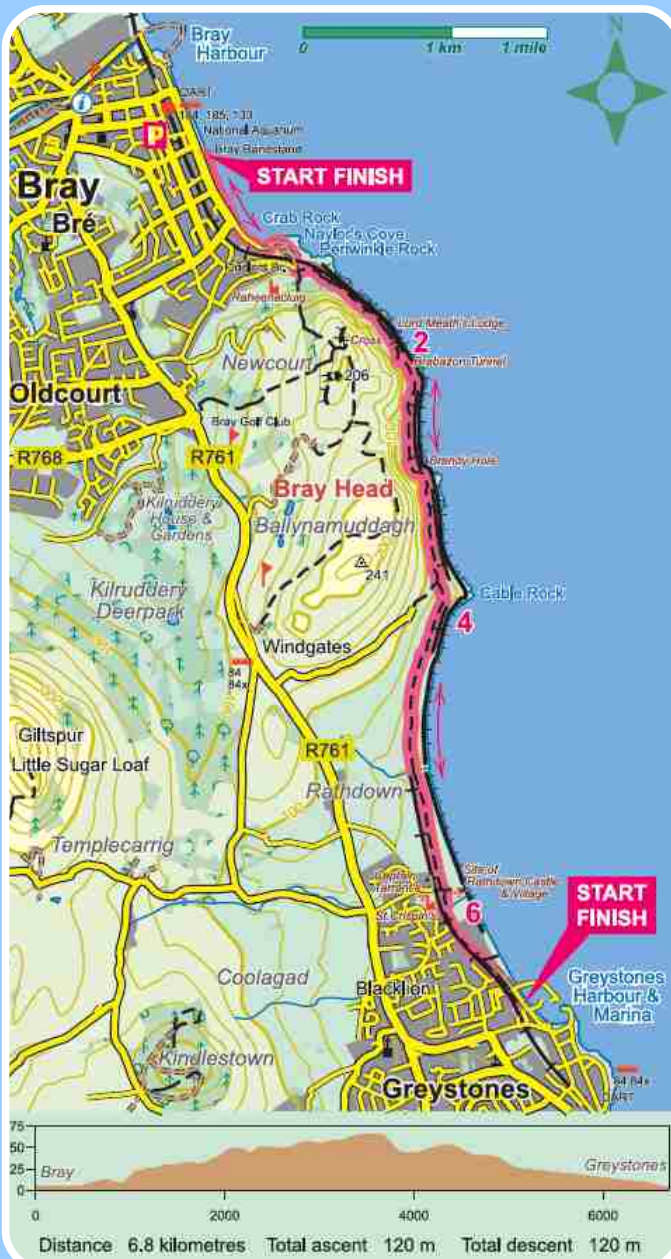 Bray
Harbour
N
0 1 km 1 mile
DART
184, 185, 133
National Aquarium
Bray Bandstand
i
P
START FINISH
Bray
Bré
Crab Rock
Naylor's Cove
Periwinkle Rock
Raheenacluig
Lord Meath's Lodge
Cross
2
Brabazon Tunnel
Newcourt
206
Oldcourt
Bray Golf Club
R768
R761
Brandy Hole
Bray Head
Kilruddery
House &
Gardens
Ballynamuddagh
241
Kilruddery
Deerpark
Cable Rock
4
Windgates
84
84x
Giltspur
Little Sugar Loaf
R761
Rathdown
Templecarrig
Captain
Tarrant's
St. Crispin's
Site of
Rathdown Castle
& Village
6
START
FINISH
Coolagad
Blacklion
Greystones
Harbour &
Marina
Kindlestown
Greystones
84 84x
DART
75
50
25
0
Bray
Greystones
0 2000 4000 6000
Distance 6.8 kilometres Total ascent 120 m Total descent 120 m